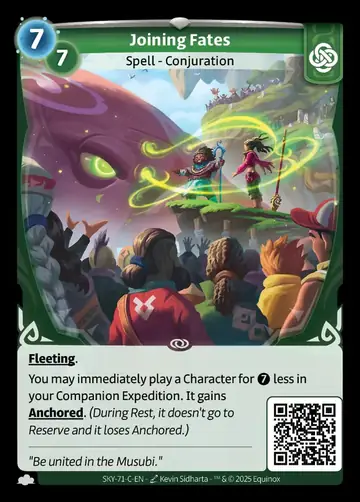 7
7
Joining Fates
Spell - Conjuration
Fleeting.
You may immediately play a Character for 7 less in
your Companion Expedition. It gains
Anchored. (During Rest, it doesn't go to
Reserve and it loses Anchored.)
"Be united in the Musubi."
SKY-71-C-EN - Kevin Sidharta - ™ & © 2025 Equinox